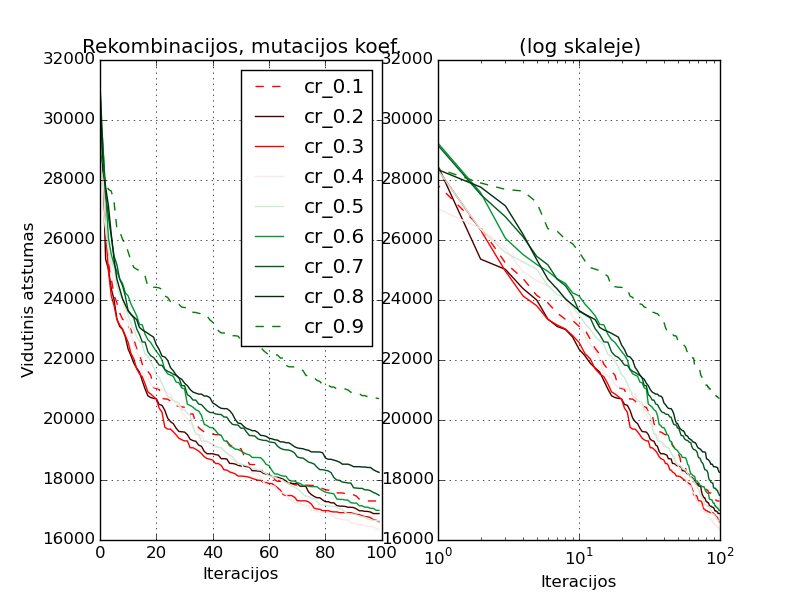 Rekombinacijos, mutacijos koef.
(log skaleje)
32000
30000
28000
26000
24000
22000
20000
18000
16000
Vidutinis atstumas
0
20
40
60
80
100
Iteracijos
cr_0.1
cr_0.2
cr_0.3
cr_0.4
cr_0.5
cr_0.6
cr_0.7
cr_0.8
cr_0.9
32000
30000
28000
26000
24000
22000
20000
18000
16000
10^0
10^1
10^2
Iteracijos